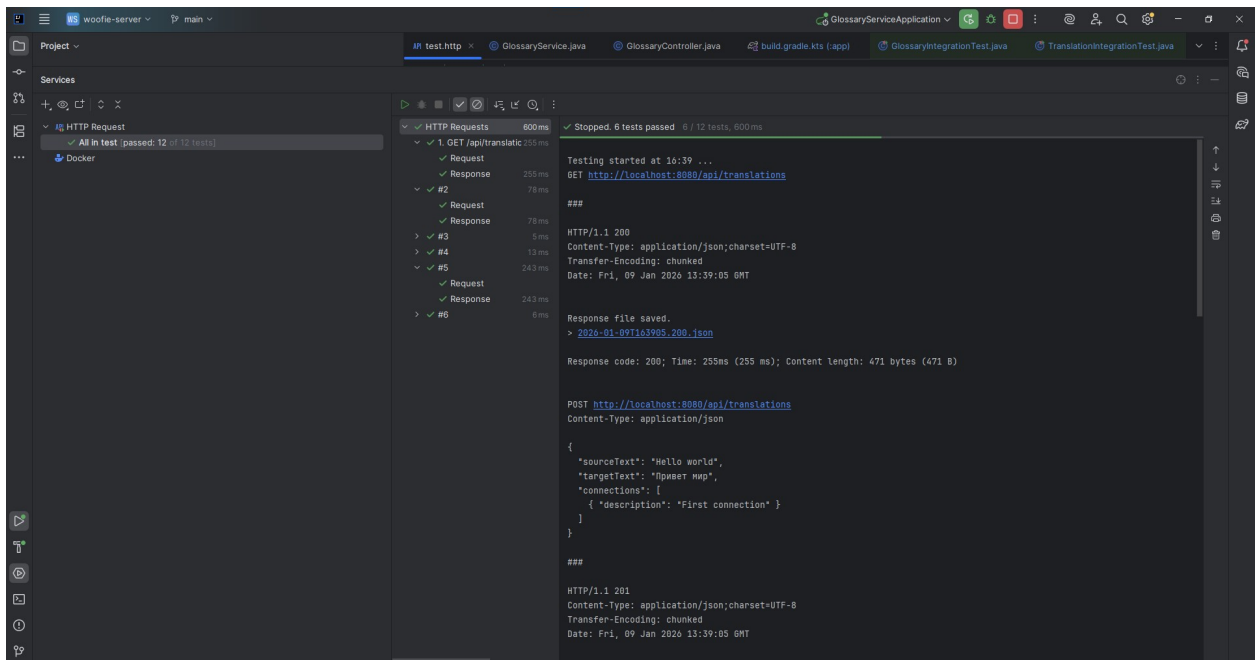 WS woofie-server main GlossaryServiceApplication
Project
API test.http GlossaryService.java GlossaryController.java build.gradle.kts (:app) GlossaryIntegrationTest.java TranslationIntegrationTest.java
Services
HTTP Request
All in test [passed: 12 of 12 tests]
Docker
HTTP Requests 600 ms
1. GET /api/translatic 255 ms
Request
Response 255 ms
#2 78 ms
Request
Response 78 ms
#3 5 ms
#4 13 ms
#5 243 ms
Request
Response 243 ms
#6 6 ms
Stopped. 6 tests passed 6 / 12 tests, 600 ms
Testing started at 16:39 ...
GET http://localhost:8080/api/translations
###
HTTP/1.1 200
Content-Type: application/json;charset=UTF-8
Transfer-Encoding: chunked
Date: Fri, 09 Jan 2026 13:39:05 GMT
Response file saved.
> 2026-01-09T163905.200.json
Response code: 200; Time: 255ms (255 ms); Content length: 471 bytes (471 B)
POST http://localhost:8080/api/translations
Content-Type: application/json
{
"sourceText": "Hello world",
"targetText": "Привет мир",
"connections": [
{ "description": "First connection" }
]
}
###
HTTP/1.1 201
Content-Type: application/json;charset=UTF-8
Transfer-Encoding: chunked
Date: Fri, 09 Jan 2026 13:39:05 GMT